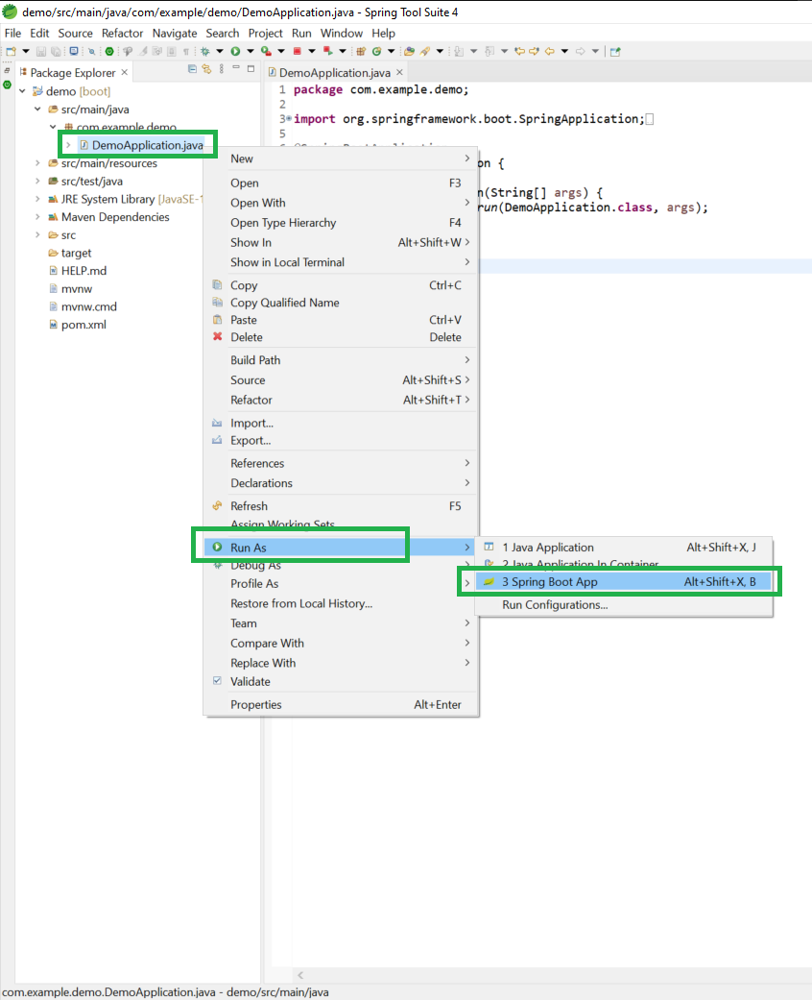 demo/src/main/java/com/example/demo/DemoApplication.java - Spring Tool Suite 4
File Edit Source Refactor Navigate Search Project Run Window Help
Package Explorer
demo [boot]
src/main/java
com.example.demo
DemoApplication.java
src/main/resources
src/test/java
JRE System Library [JavaSE-1
Maven Dependencies
src
target
HELP.md
mvnw
mvnw.cmd
pom.xml
DemoApplication.java
1 package com.example.demo;
2
3 import org.springframework.boot.SpringApplication;
5
6 @SpringBootApplication
on {
n(String[] args) {
run(DemoApplication.class, args);
New
Open F3
Open With
Open Type Hierarchy F4
Show In Alt+Shift+W
Show in Local Terminal
Copy Ctrl+C
Copy Qualified Name
Paste Ctrl+V
Delete Delete
Build Path
Source Alt+Shift+S
Refactor Alt+Shift+T
Import...
Export...
References
Declarations
Refresh F5
Assign Working Sets...
Run As
Debug As
Profile As
Restore from Local History...
Team
Compare With
Replace With
Validate
Properties Alt+Enter
1 Java Application Alt+Shift+X, J
2 Java Application In Container
3 Spring Boot App Alt+Shift+X, B
Run Configurations...
com.example.demo.DemoApplication.java - demo/src/main/java